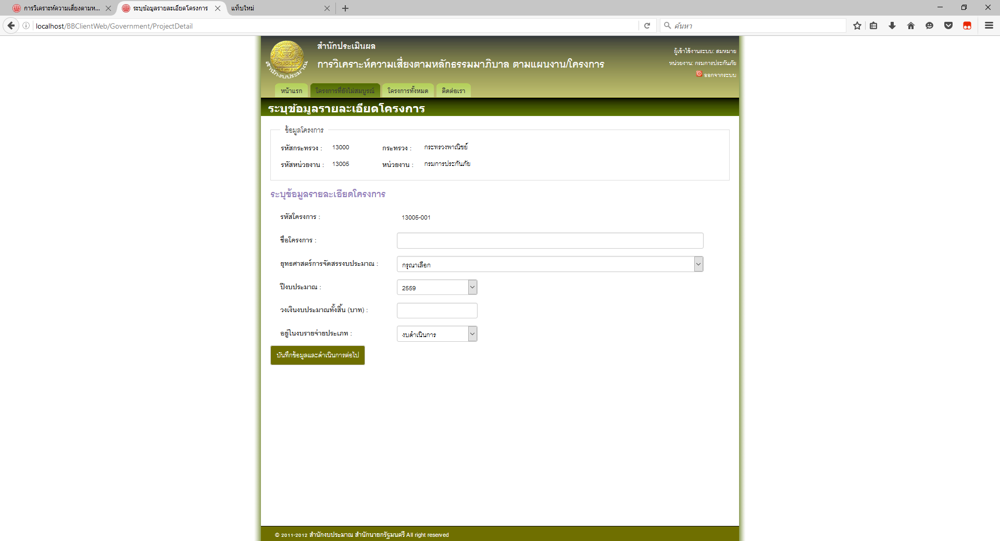 การวิเคราะห์ความเสี่ยงตามห...
ระบุข้อมูลรายละเอียดโครงการ
แท็บใหม่
localhost/BBClientWeb/Government/ProjectDetail
ค้นหา
สำนักงบประมาณ
สำนักประเมินผล
การวิเคราะห์ความเสี่ยงตามหลักธรรมมาภิบาล ตามแผนงาน/โครงการ
ผู้เข้าใช้งานระบบ: สมหมาย
หน่วยงาน: กรมการประกันภัย
ออกจากระบบ
หน้าแรก
โครงการที่ยังไม่สมบูรณ์
โครงการทั้งหมด
ติดต่อเรา
ระบุข้อมูลรายละเอียดโครงการ
ข้อมูลโครงการ
รหัสกระทรวง : 13000 กระทรวง : กระทรวงพาณิชย์
รหัสหน่วยงาน : 13005 หน่วยงาน : กรมการประกันภัย
ระบุข้อมูลรายละเอียดโครงการ
รหัสโครงการ : 13005-001
ชื่อโครงการ :
ยุทธศาสตร์การจัดสรรงบประมาณ : กรุณาเลือก
ปีงบประมาณ : 2559
วงเงินงบประมาณทั้งสิ้น (บาท) :
อยู่ในงบรายจ่ายประเภท : งบดำเนินการ
บันทึกข้อมูลและดำเนินการต่อไป
© 2011-2012 สำนักงบประมาณ สำนักนายกรัฐมนตรี All right reserved